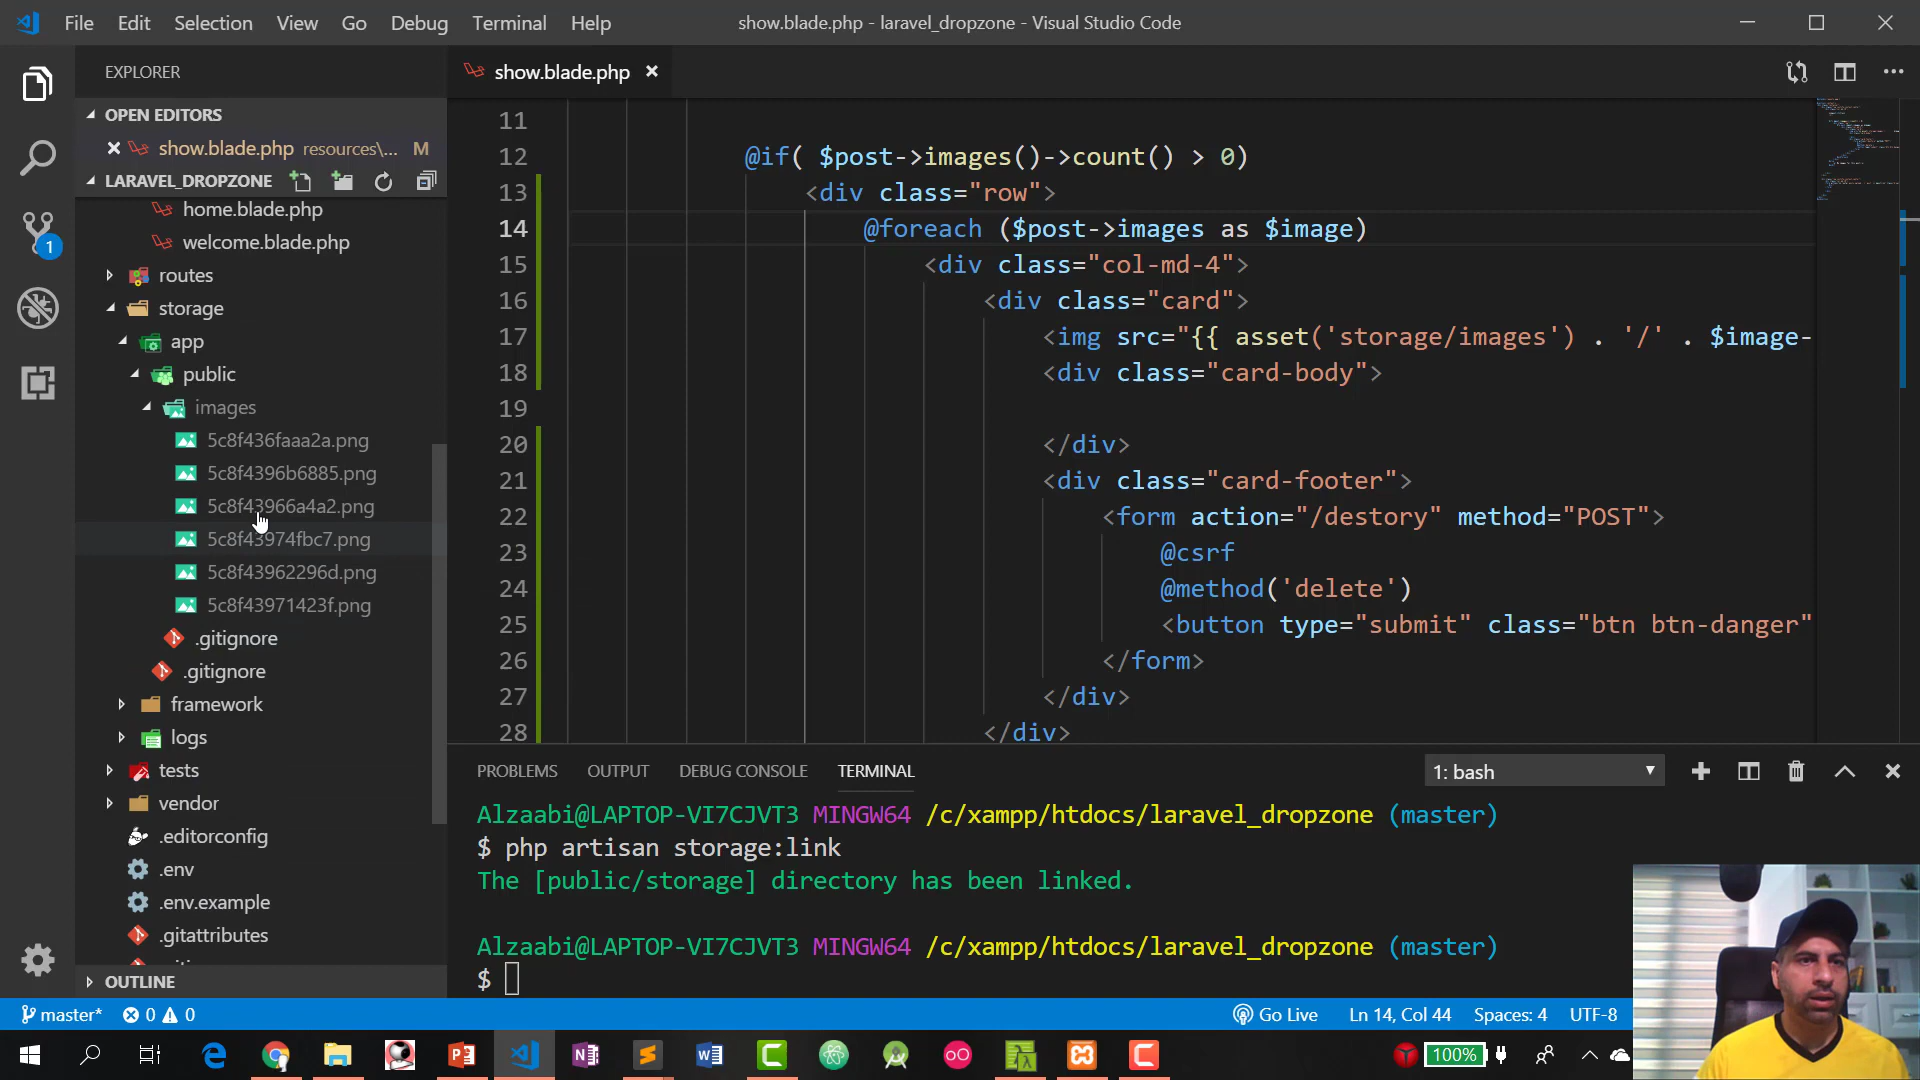 File Edit Selection View Go Debug Terminal Help
show.blade.php - laravel_dropzone - Visual Studio Code
EXPLORER
OPEN EDITORS
show.blade.php resources\... M
LARAVEL_DROPZONE
home.blade.php
welcome.blade.php
routes
storage
app
public
images
5c8f436faaa2a.png
5c8f4396b6885.png
5c8f43966a4a2.png
5c8f43974fbc7.png
5c8f43962296d.png
5c8f43971423f.png
.gitignore
.gitignore
framework
logs
tests
vendor
.editorconfig
.env
.env.example
.gitattributes
OUTLINE
1
show.blade.php
11
12 @if( $post->images()->count() > 0)
13 <div class="row">
14 @foreach ($post->images as $image)
15 <div class="col-md-4">
16 <div class="card">
17 <img src="{{ asset('storage/images') . '/' . $image-
18 <div class="card-body">
19
20 </div>
21 <div class="card-footer">
22 <form action="/destory" method="POST">
23 @csrf
24 @method('delete')
25 <button type="submit" class="btn btn-danger"
26 </form>
27 </div>
28 </div>
PROBLEMS OUTPUT DEBUG CONSOLE TERMINAL
1: bash
Alzaabi@LAPTOP-VI7CJVT3 MINGW64 /c/xampp/htdocs/laravel_dropzone (master)
$ php artisan storage:link
The [public/storage] directory has been linked.
Alzaabi@LAPTOP-VI7CJVT3 MINGW64 /c/xampp/htdocs/laravel_dropzone (master)
$
master* 0 0
Go Live Ln 14, Col 44 Spaces: 4 UTF-8
100%